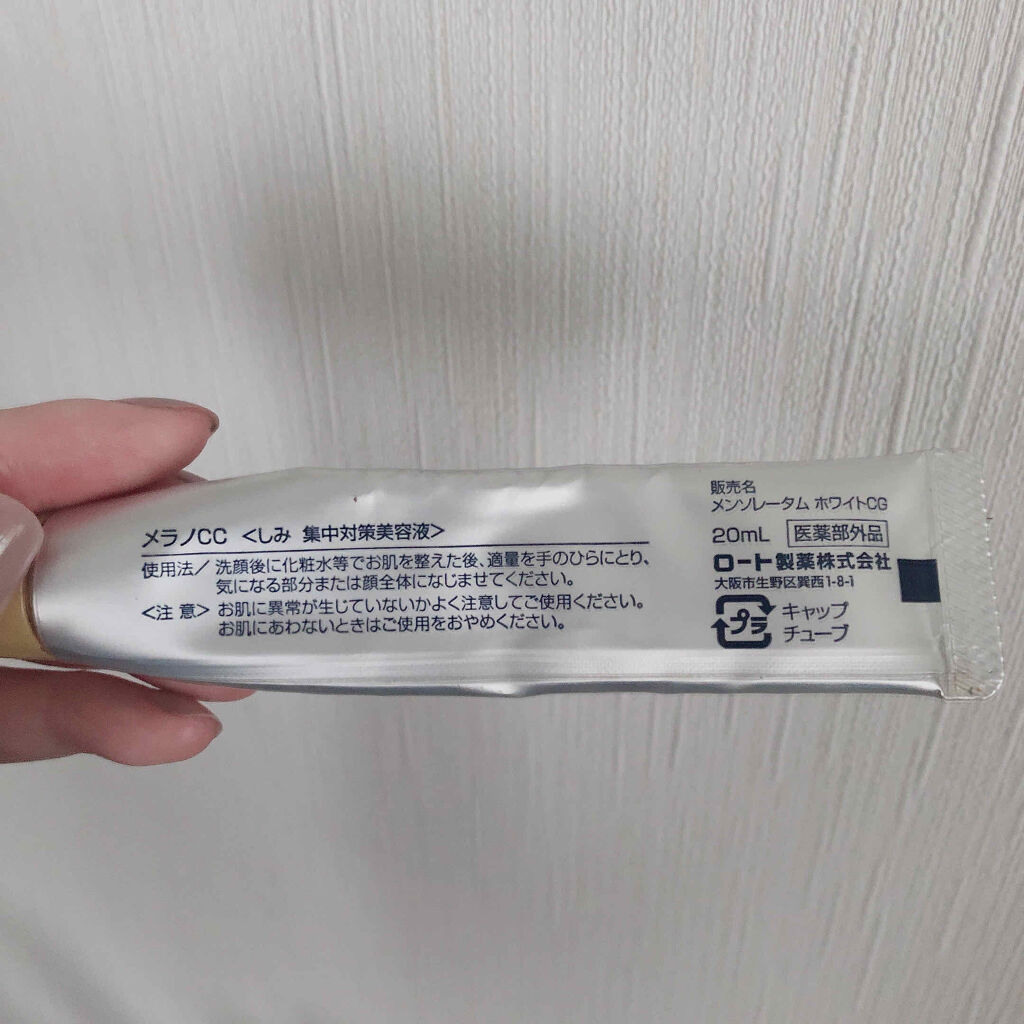 メラノCC <しみ 集中対策美容液>
使用法/ 洗顔後に化粧水等でお肌を整えた後、適量を手のひらにとり、
気になる部分または顔全体になじませてください。
<注 意> お肌に異常が生じていないかよく注意してご使用ください。
お肌にあわないときはご使用をおやめください。
販売名
メンソレータム ホワイトCG
20mL 医薬部外品
ロート製薬株式会社
大阪市生野区巽西1-8-1
プラ キャップ
チューブ